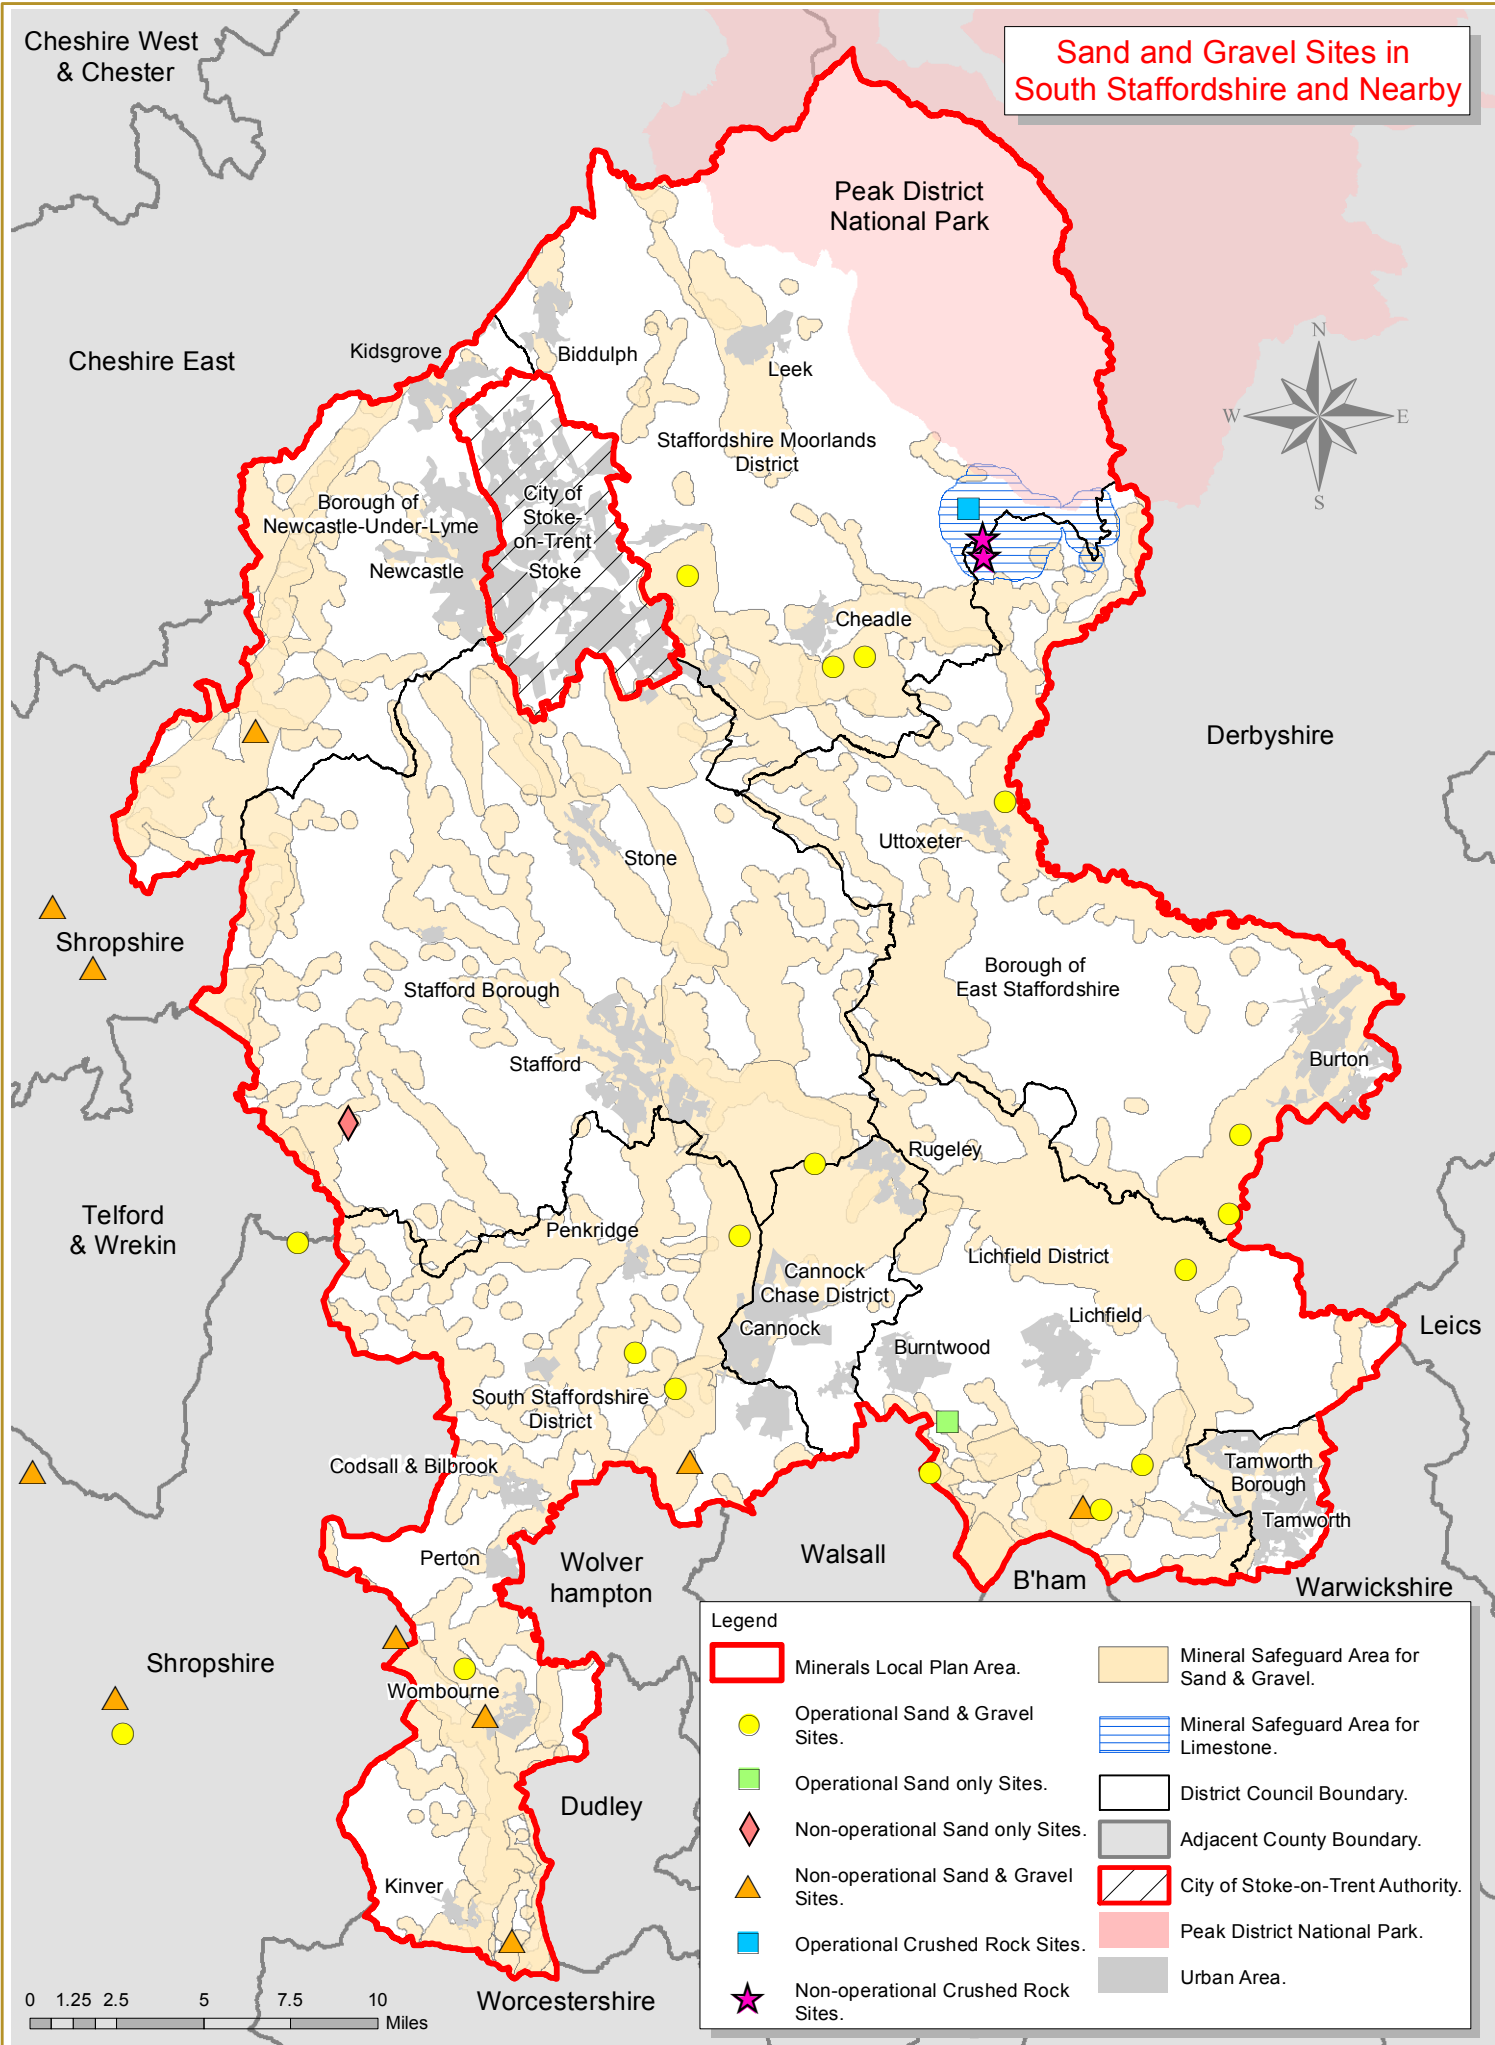 Cheshire West
& Chester
Sand and Gravel Sites in
South Staffordshire and Nearby
Peak District
National Park
Cheshire East
Kidsgrove
Biddulph
Leek
N
W
E
S
Staffordshire Moorlands
District
Borough of
Newcastle-Under-Lyme
City of
Stoke-
on-Trent
Newcastle
Stoke
Cheadle
Derbyshire
Uttoxeter
Stone
Shropshire
Stafford Borough
Borough of
East Staffordshire
Stafford
Burton
Rugeley
Telford
& Wrekin
Penkridge
Lichfield District
Cannock
Chase District
Cannock
Lichfield
Leics
Burntwood
South Staffordshire
District
Codsall & Bilbrook
Tamworth
Borough
Tamworth
Perton
Wolver
hampton
Walsall
B'ham
Warwickshire
Shropshire
Wombourne
Dudley
Kinver
Worcestershire
0 1.25 2.5 5 7.5 10
Miles
Legend
Minerals Local Plan Area.
Operational Sand & Gravel
Sites.
Operational Sand only Sites.
Non-operational Sand only Sites.
Non-operational Sand & Gravel
Sites.
Operational Crushed Rock Sites.
Non-operational Crushed Rock
Sites.
Mineral Safeguard Area for
Sand & Gravel.
Mineral Safeguard Area for
Limestone.
District Council Boundary.
Adjacent County Boundary.
City of Stoke-on-Trent Authority.
Peak District National Park.
Urban Area.